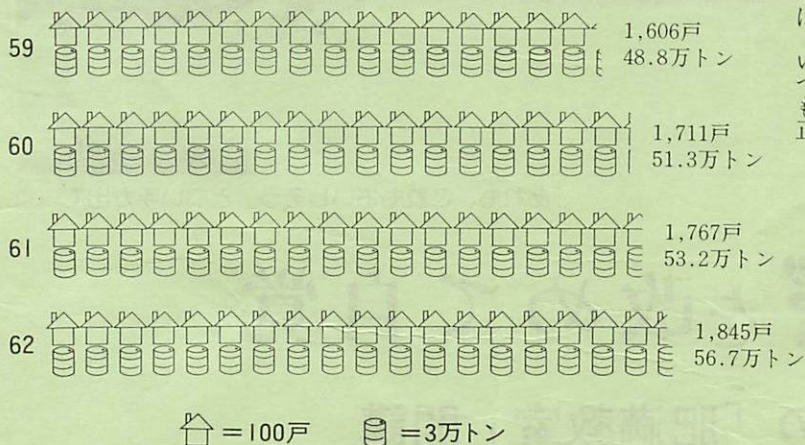 59
1,606戸
48.8万トン
60
1,711戸
51.3万トン
61
1,767戸
53.2万トン
62
1,845戸
56.7万トン
=100戸 =3万トン